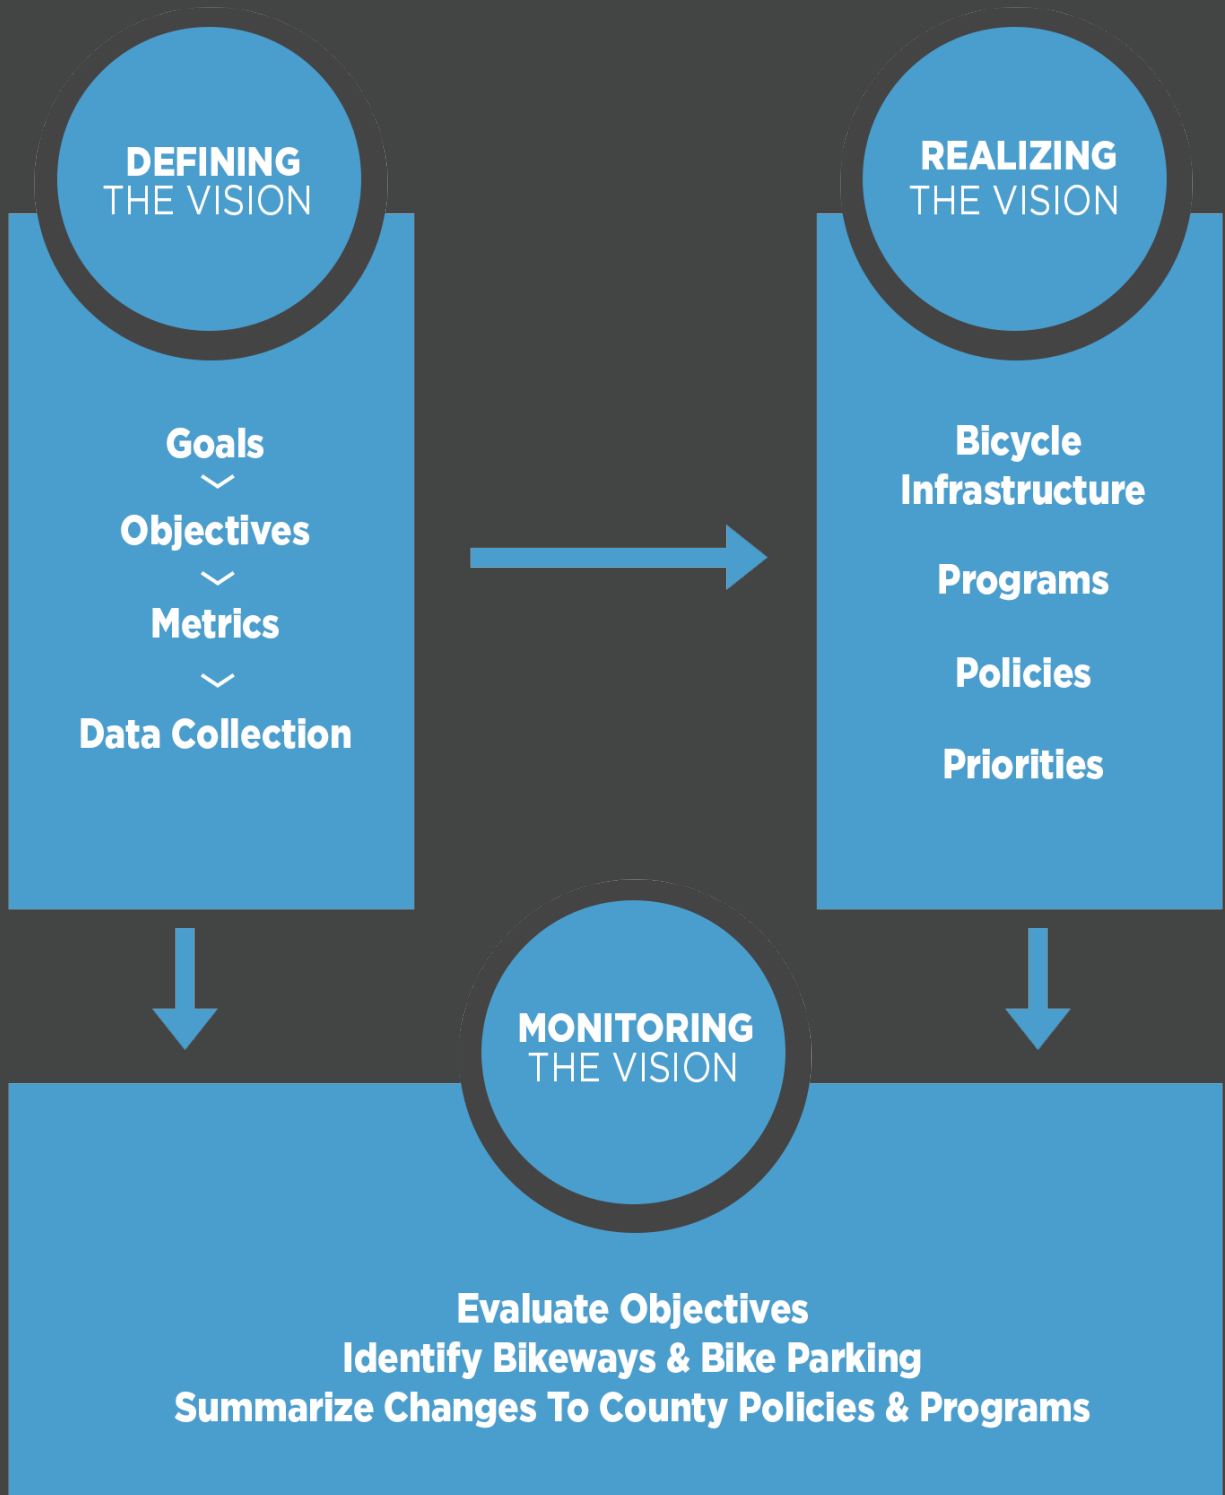 DEFINING
THE VISION
Goals
Objectives
Metrics
Data Collection
REALIZING
THE VISION
Bicycle
Infrastructure
Programs
Policies
Priorities
MONITORING
THE VISION
Evaluate Objectives
Identify Bikeways & Bike Parking
Summarize Changes To County Policies & Programs